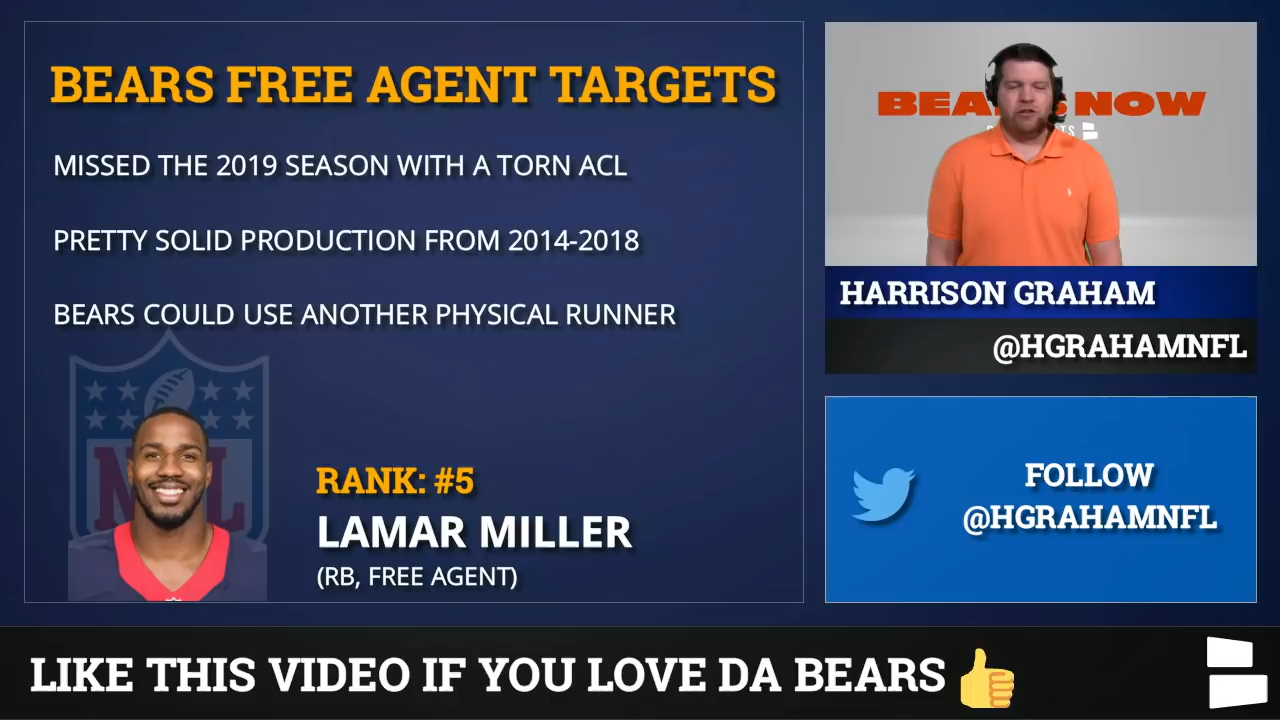 BEARS FREE AGENT TARGETS
MISSED THE 2019 SEASON WITH A TORN ACL
PRETTY SOLID PRODUCTION FROM 2014-2018
BEARS COULD USE ANOTHER PHYSICAL RUNNER
NFL
RANK: #5
LAMAR MILLER
(RB, FREE AGENT)
NOW
HARRISON GRAHAM
@HGRAHAMNFL
FOLLOW
@HGRAHAMNFL
LIKE THIS VIDEO IF YOU LOVE DA BEARS